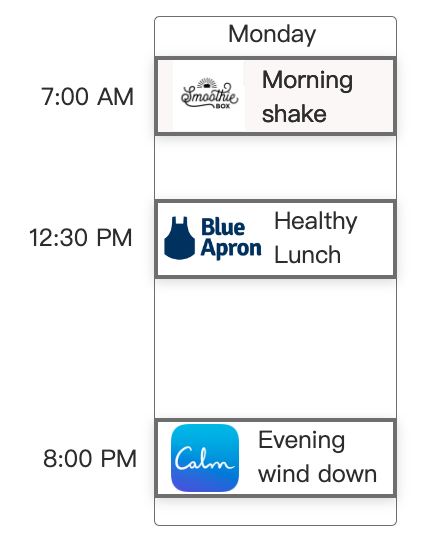 Monday
7:00 AM
Smoothie
BOX
Morning
shake
12:30 PM
Blue
Apron
Healthy
Lunch
8:00 PM
Calm
Evening
wind down